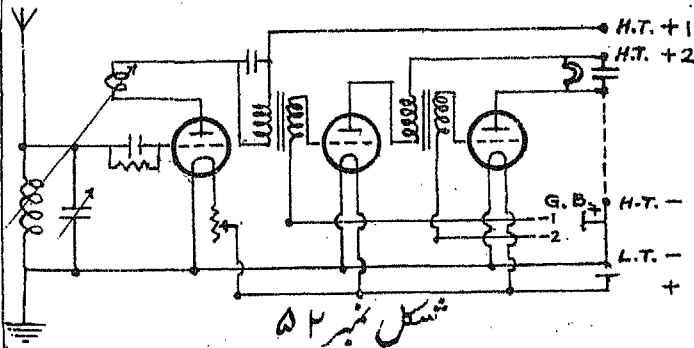 H.T. +1
H.T. +2
G.B. +
H.T. -
-1
-2
L.T. -
+
شکل نمبر ۵۲